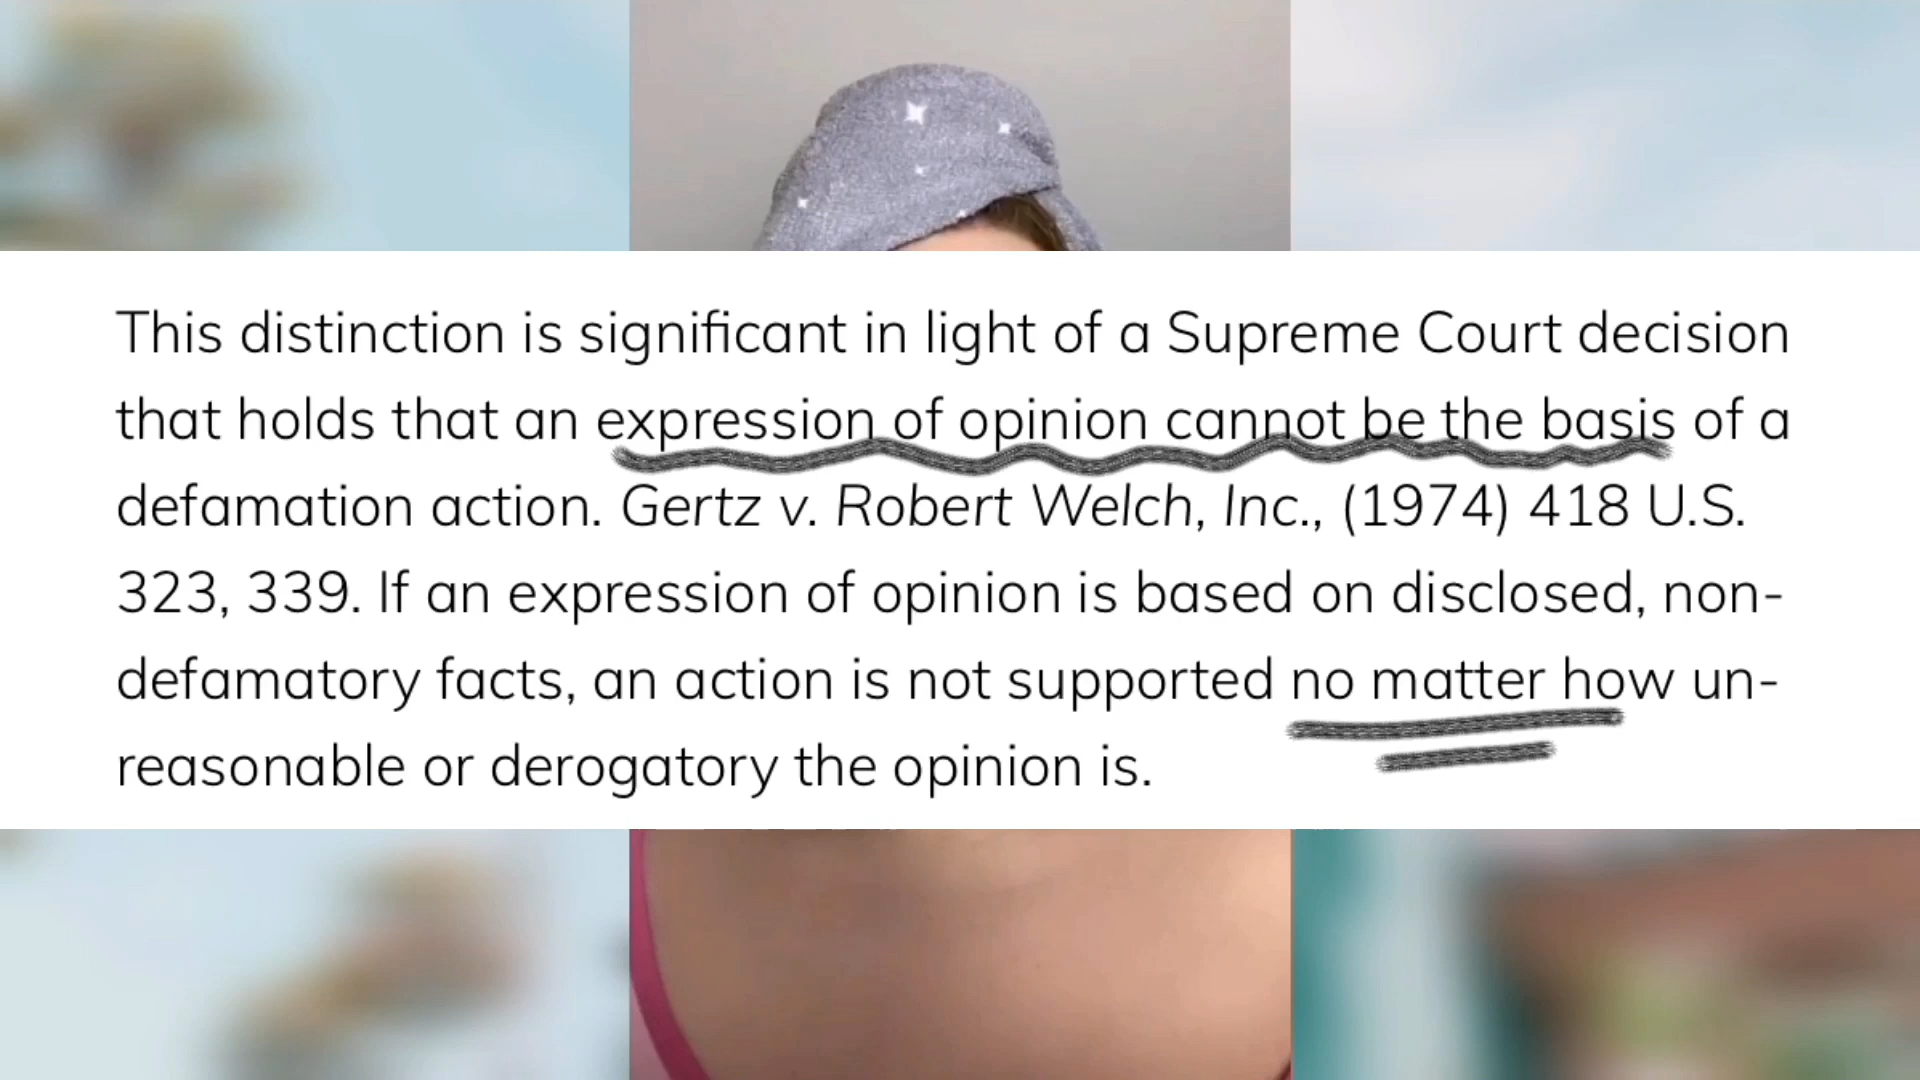 This distinction is significant in light of a Supreme Court decision
that holds that an expression of opinion cannot be the basis of a
defamation action. Gertz v. Robert Welch, Inc., (1974) 418 U.S.
323, 339. If an expression of opinion is based on disclosed, non-
defamatory facts, an action is not supported no matter how un-
reasonable or derogatory the opinion is.